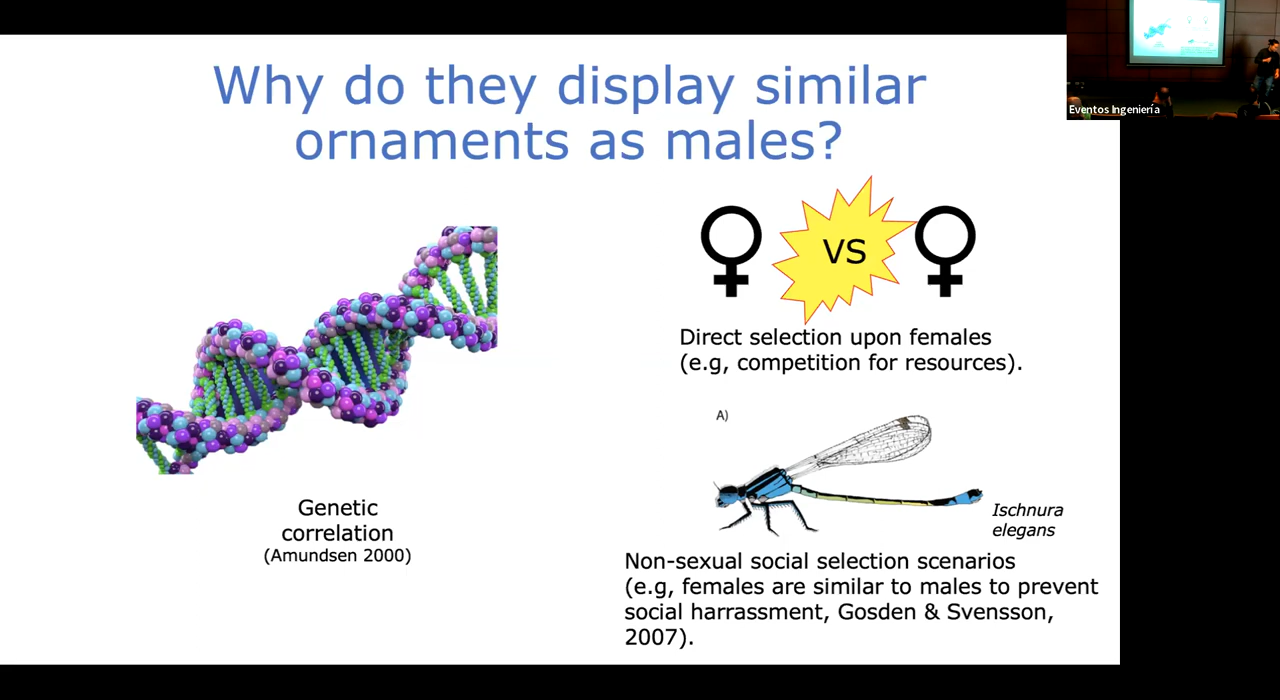 Why do they display similar
ornaments as males?
Eventos Ingeniería
VS
Direct selection upon females
(e.g, competition for resources).
A)
Ischnura
elegans
Genetic
correlation
(Amundsen 2000)
Non-sexual social selection scenarios
(e.g, females are similar to males to prevent
social harrassment, Gosden & Svensson,
2007).